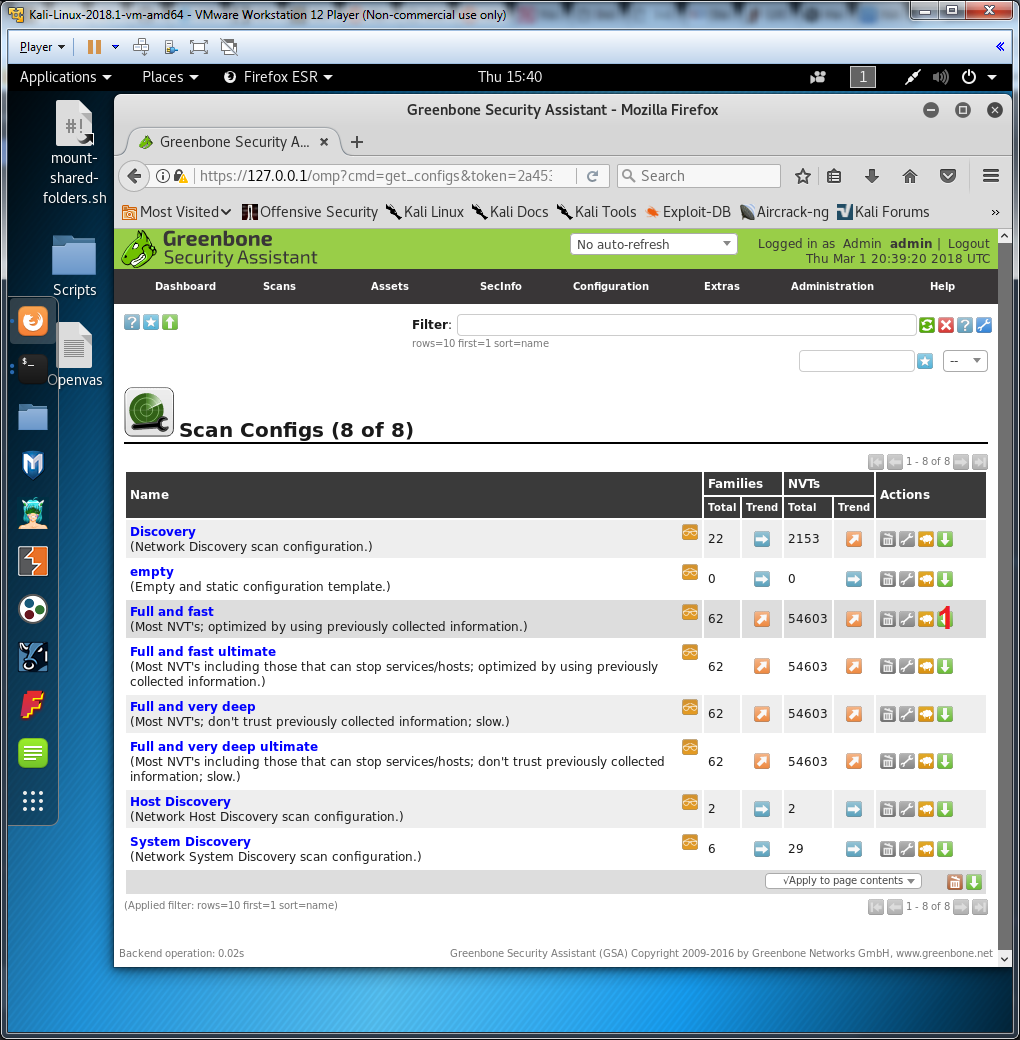 Kali-Linux-2018.1-vm-amd64 - VMware Workstation 12 Player (Non-commercial use only)
Player
Applications Places Firefox ESR Thu 15:40 1
#!
mount-
shared-
folders.sh
Scripts
Openvas
Greenbone Security Assistant - Mozilla Firefox
Greenbone Security A...
https://127.0.0.1/omp?cmd=get_configs&token=2a453 Search
Most Visited Offensive Security Kali Linux Kali Docs Kali Tools Exploit-DB Aircrack-ng Kali Forums »
Greenbone
Security Assistant
No auto-refresh
Logged in as Admin admin | Logout
Thu Mar 1 20:39:20 2018 UTC
Dashboard Scans Assets SecInfo Configuration Extras Administration Help
Filter:
rows=10 first=1 sort=name
--
Scan Configs (8 of 8)
1 - 8 of 8
Name Families NVTs Actions
Total Trend Total Trend
Discovery
(Network Discovery scan configuration.) 22 2153
empty
(Empty and static configuration template.) 0 0
Full and fast
(Most NVT's; optimized by using previously collected information.) 62 54603 1
Full and fast ultimate
(Most NVT's including those that can stop services/hosts; optimized by using previously 62 54603
collected information.)
Full and very deep
(Most NVT's; don't trust previously collected information; slow.) 62 54603
Full and very deep ultimate
(Most NVT's including those that can stop services/hosts; don't trust previously collected 62 54603
information; slow.)
Host Discovery
(Network Host Discovery scan configuration.) 2 2
System Discovery
(Network System Discovery scan configuration.) 6 29
√Apply to page contents
(Applied filter: rows=10 first=1 sort=name) 1 - 8 of 8
Backend operation: 0.02s Greenbone Security Assistant (GSA) Copyright 2009-2016 by Greenbone Networks GmbH, www.greenbone.net